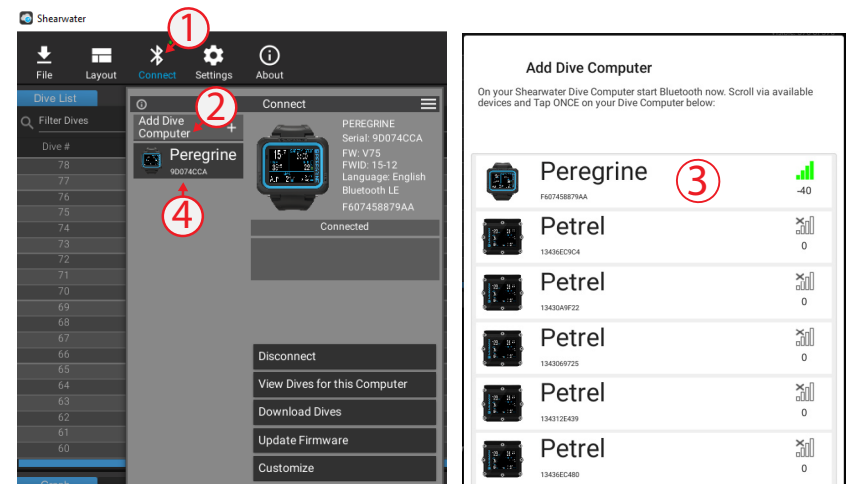 Shearwater
1
File
Layout
Connect
Settings
About
Dive List
Filter Dives
Dive #
78
77
76
75
74
73
72
71
70
69
68
67
66
65
64
63
62
61
60
Connect
2
Add Dive
Computer
+
Peregrine
9D074CCA
4
PEREGRINE
Serial: 9D074CCA
FW: V75
FWID: 15-12
Language: English
Bluetooth LE
F607458879AA
Connected
Disconnect
View Dives for this Computer
Download Dives
Update Firmware
Customize
Add Dive Computer
On your Shearwater Dive Computer start Bluetooth now. Scroll via available
devices and Tap ONCE on your Dive Computer below:
Peregrine
F607458879AA
3
-40
Petrel
13436EC9C4
0
Petrel
13430A9F22
0
Petrel
1343069725
0
Petrel
134312E439
0
Petrel
13436EC480
0